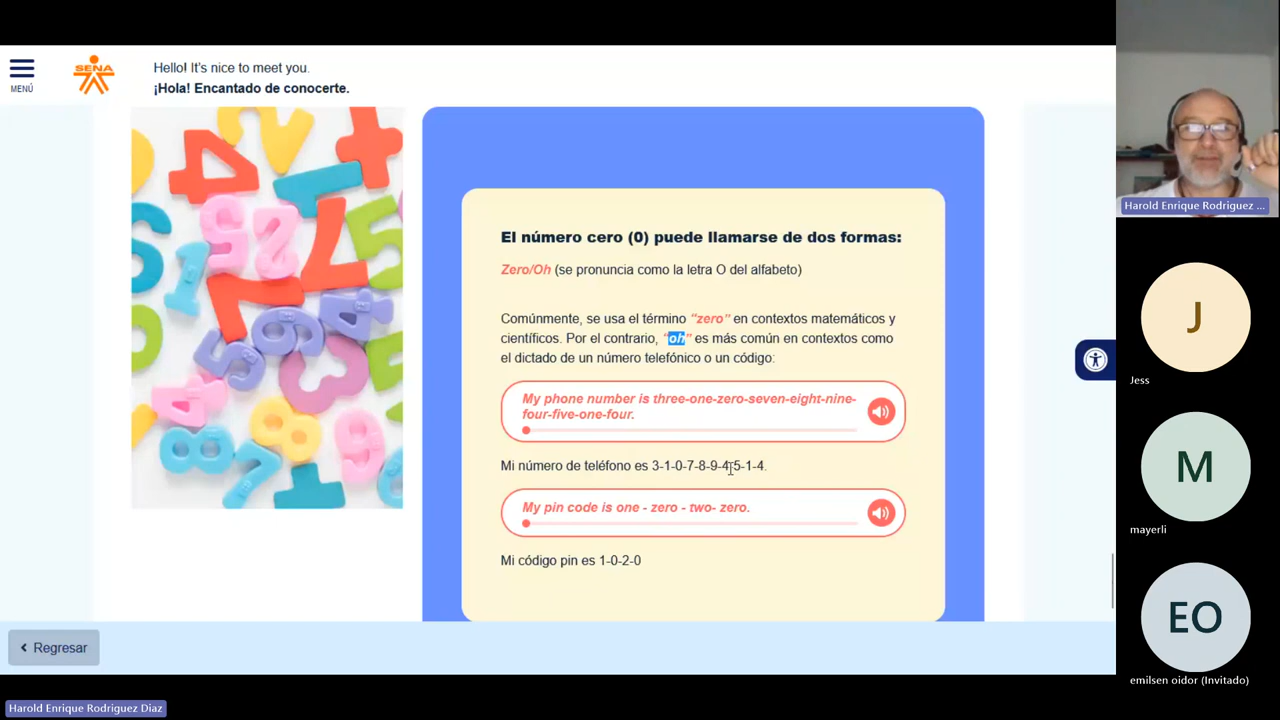 MENÚ
SENA
Hello! It's nice to meet you.
¡Hola! Encantado de conocerte.
El número cero (0) puede llamarse de dos formas:
Zero/Oh (se pronuncia como la letra O del alfabeto)
Comúnmente, se usa el término "zero" en contextos matemáticos y
científicos. Por el contrario, "oh" es más común en contextos como
el dictado de un número telefónico o un código:
My phone number is three-one-zero-seven-eight-nine-
four-five-one-four.
Mi número de teléfono es 3-1-0-7-8-9-4-5-1-4.
My pin code is one - zero - two- zero.
Mi código pin es 1-0-2-0
Regresar
Harold Enrique Rodriguez Diaz
Harold Enrique Rodriguez ...
J
Jess
M
mayerli
EO
emilsen oidor (Invitado)